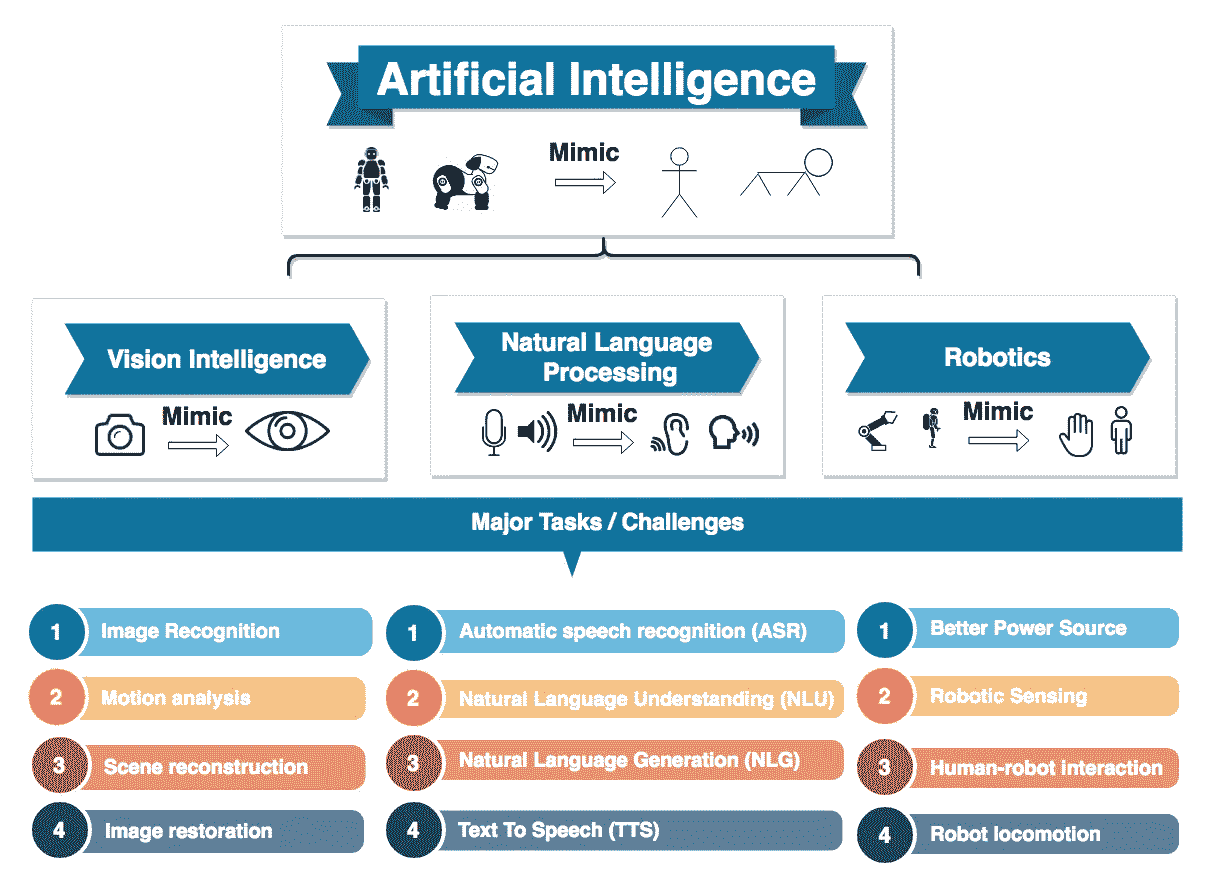 Artificial Intelligence
Mimic
Vision Intelligence
Mimic
Natural Language
Processing
Mimic
Robotics
Mimic
Major Tasks / Challenges
1 Image Recognition
2 Motion analysis
3 Scene reconstruction
4 Image restoration
1 Automatic speech recognition (ASR)
2 Natural Language Understanding (NLU)
3 Natural Language Generation (NLG)
4 Text To Speech (TTS)
1 Better Power Source
2 Robotic Sensing
3 Human-robot interaction
4 Robot locomotion